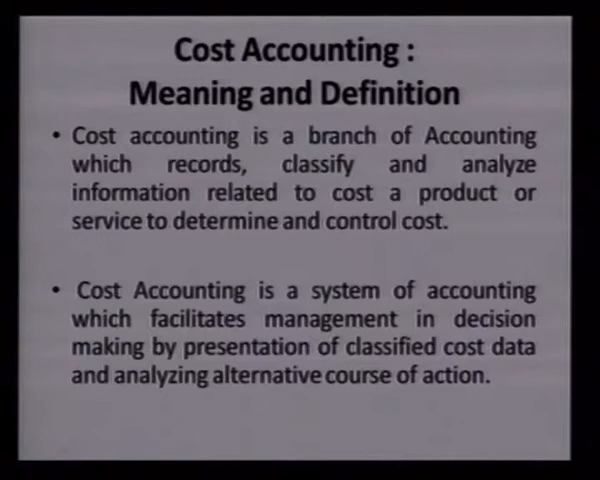 Cost Accounting :
Meaning and Definition
• Cost accounting is a branch of Accounting
which records, classify and analyze
information related to cost a product or
service to determine and control cost.
• Cost Accounting is a system of accounting
which facilitates management in decision
making by presentation of classified cost data
and analyzing alternative course of action.